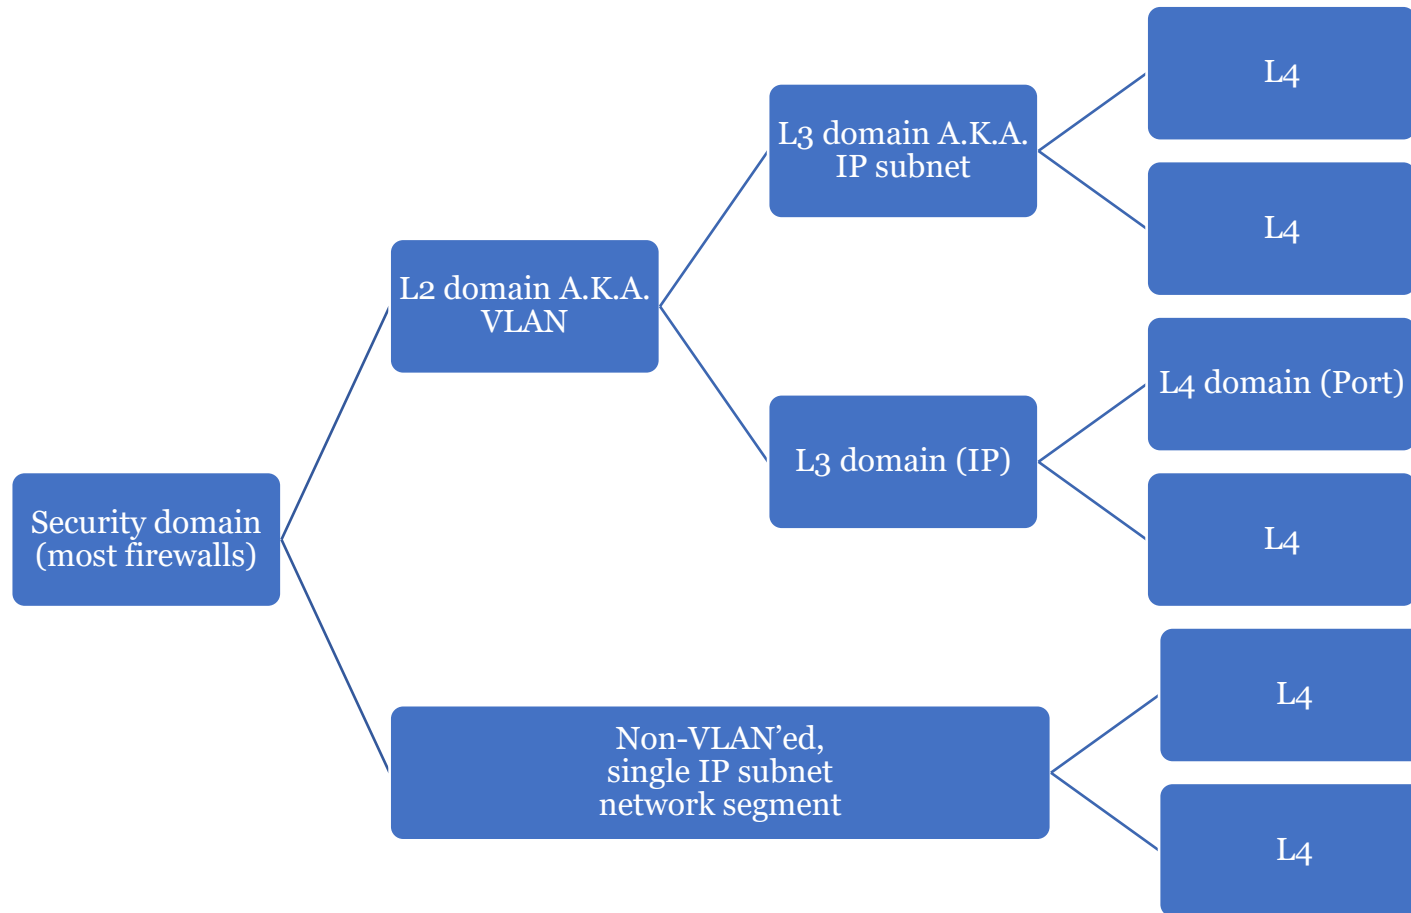 Security domain
(most firewalls)
L2 domain A.K.A.
VLAN
L3 domain A.K.A.
IP subnet
L4
L4
L3 domain (IP)
L4 domain (Port)
L4
Non-VLAN’ed,
single IP subnet
network segment
L4
L4